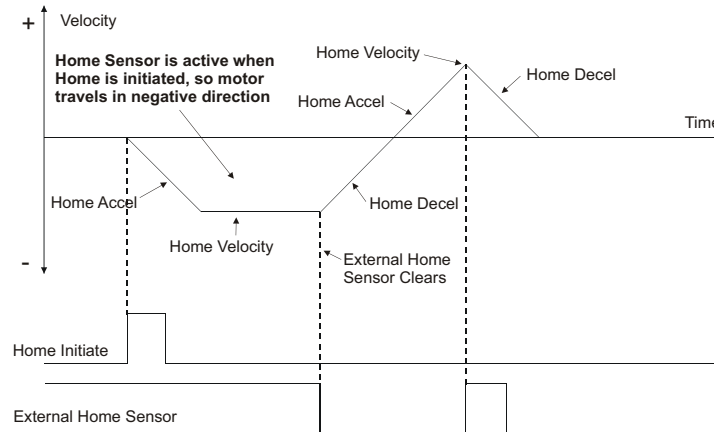 +
Velocity
Home Sensor is active when
Home is initiated, so motor
travels in negative direction
Home Velocity
Home Decel
Home Accel
Time
Home Accel
Home Decel
Home Velocity
-
External Home
Sensor Clears
Home Initiate
External Home Sensor